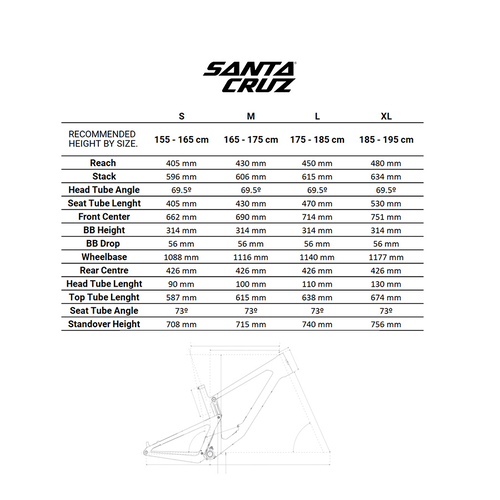 SANTA
CRUZ
S M L XL
RECOMMENDED
HEIGHT BY SIZE. 155 - 165 cm 165 - 175 cm 175 - 185 cm 185 - 195 cm
Reach 405 mm 430 mm 450 mm 480 mm
Stack 596 mm 606 mm 615 mm 634 mm
Head Tube Angle 69.5º 69.5º 69.5º 69.5º
Seat Tube Lenght 405 mm 430 mm 470 mm 530 mm
Front Center 662 mm 690 mm 714 mm 751 mm
BB Height 314 mm 314 mm 314 mm 314 mm
BB Drop 56 mm 56 mm 56 mm 56 mm
Wheelbase 1088 mm 1116 mm 1140 mm 1177 mm
Rear Centre 426 mm 426 mm 426 mm 426 mm
Head Tube Lenght 90 mm 100 mm 110 mm 130 mm
Top Tube Lenght 587 mm 615 mm 638 mm 674 mm
Seat Tube Angle 73º 73º 73º 73º
Standover Height 708 mm 715 mm 740 mm 756 mm